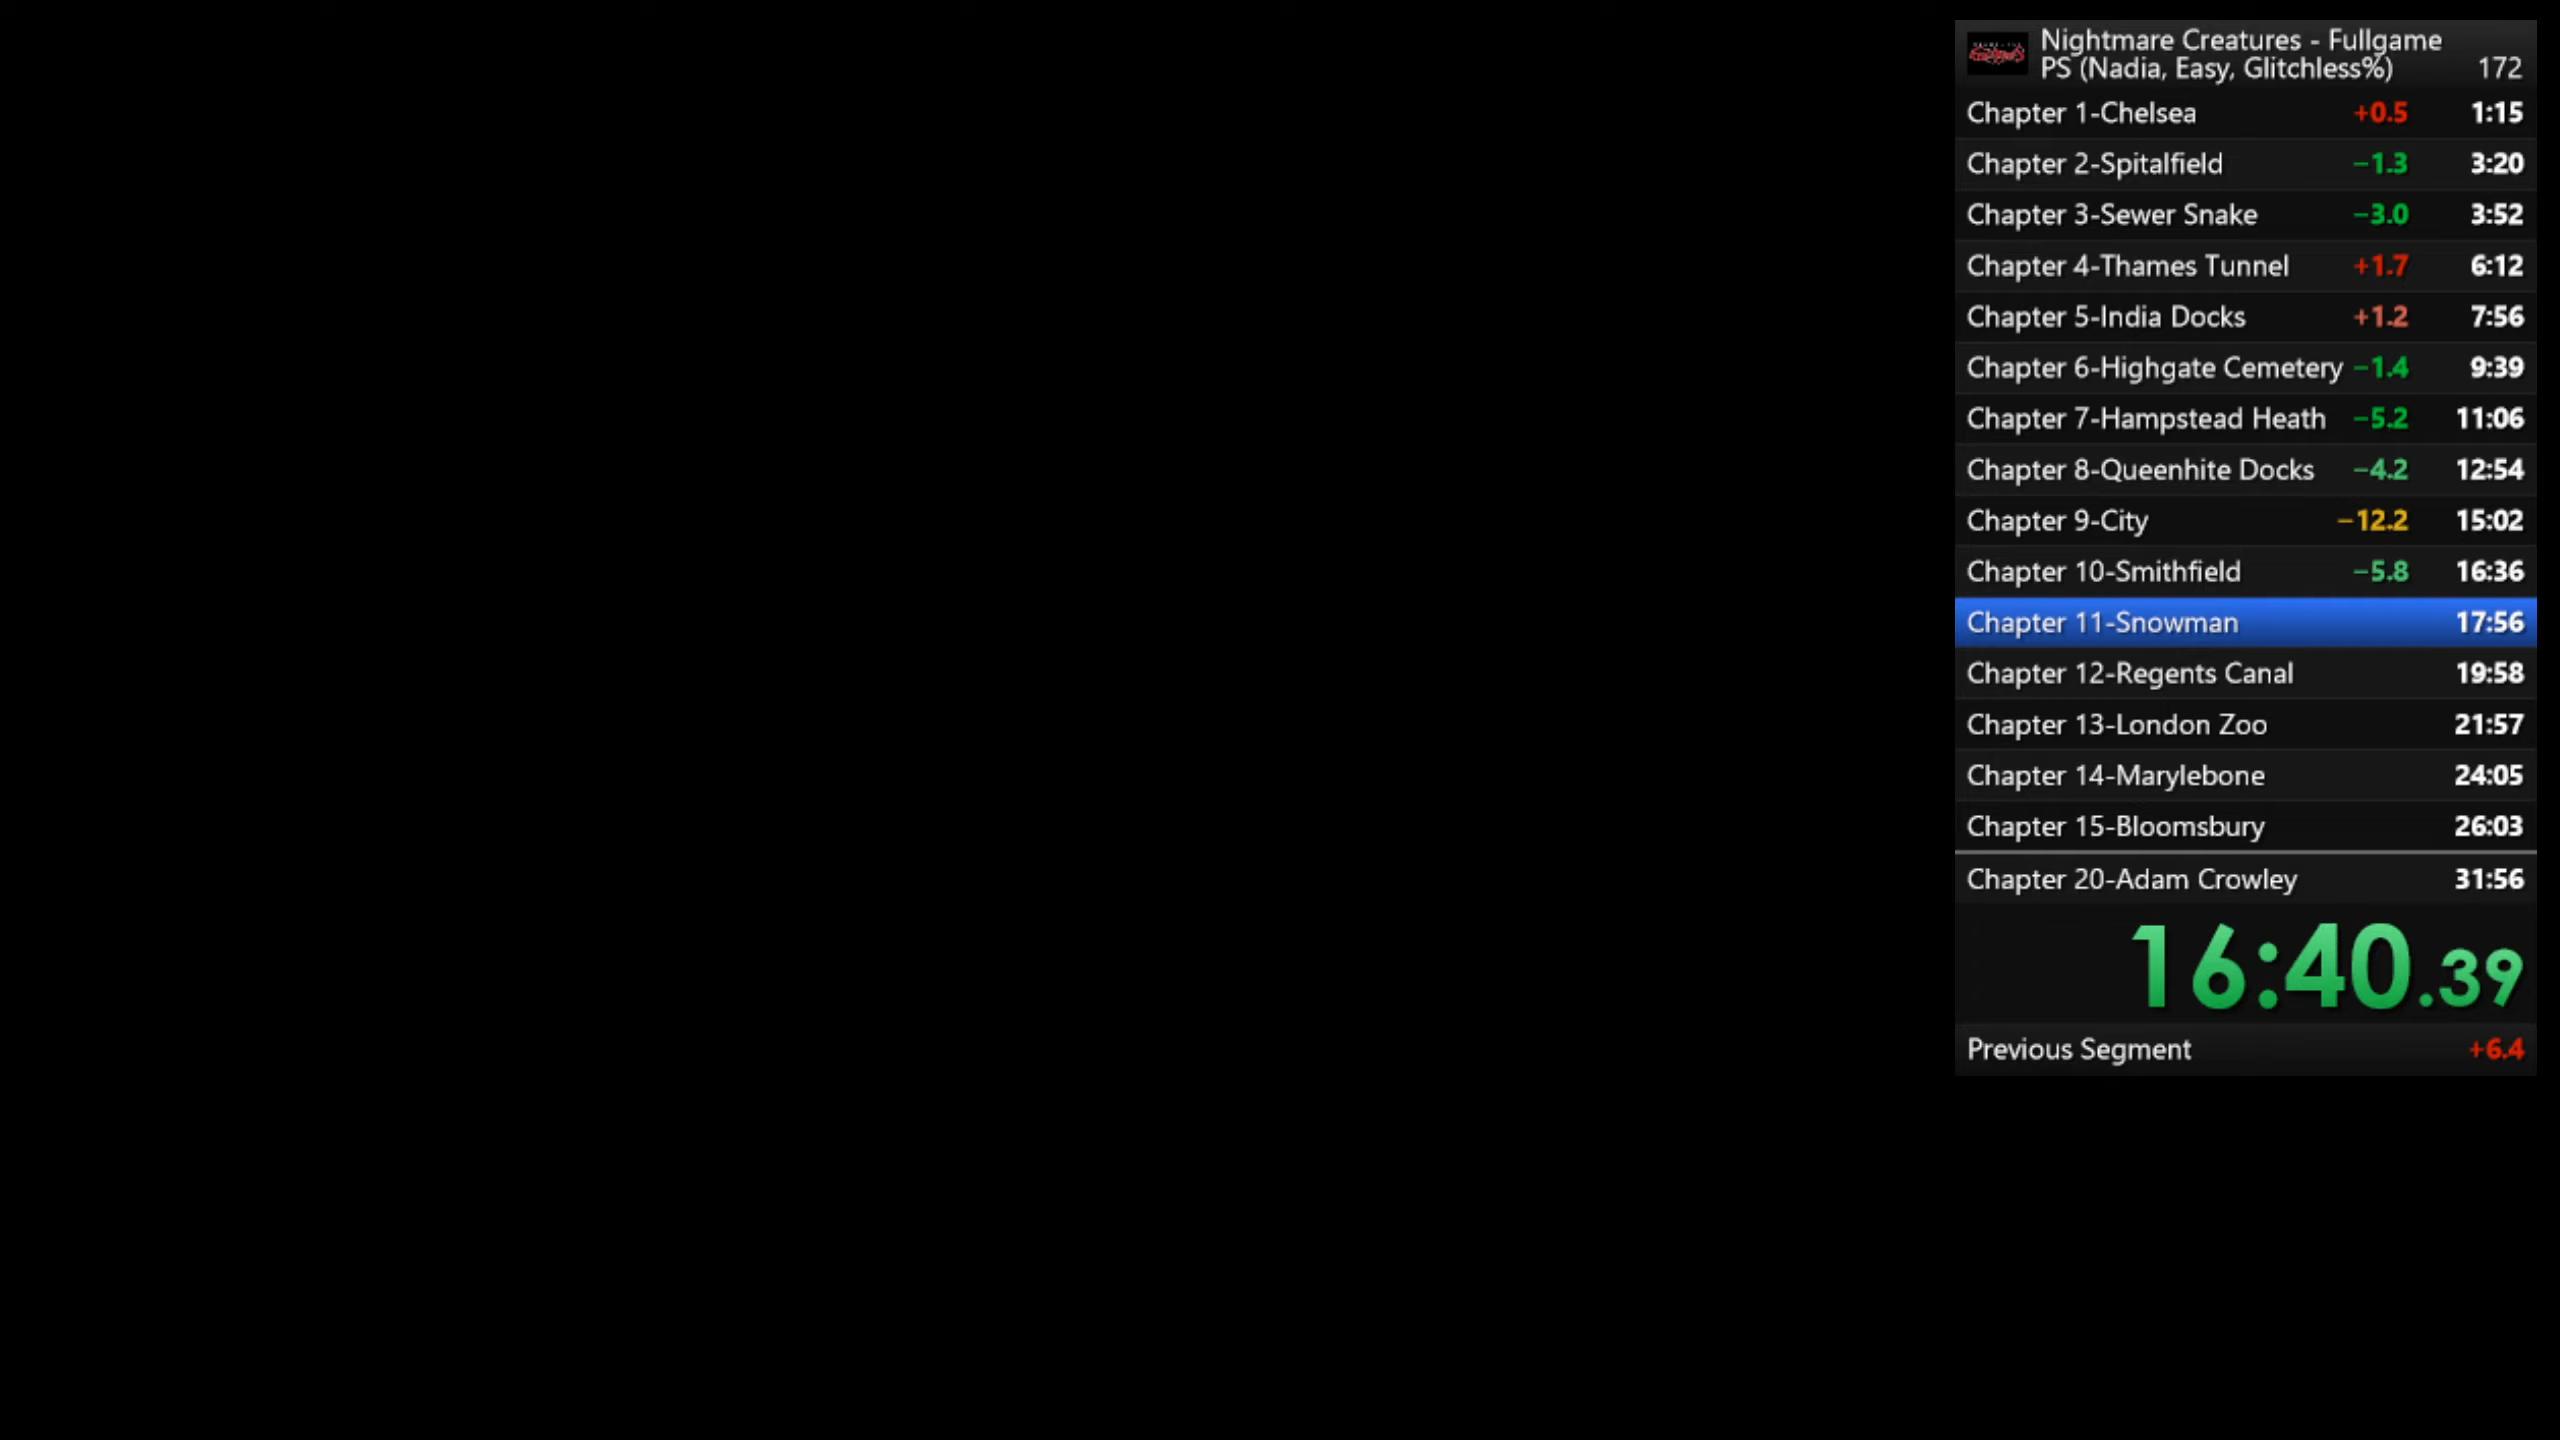 Nightmare Creatures - Fullgame
PS (Nadia, Easy, Glitchless%) 172
Chapter 1-Chelsea +0.5 1:15
Chapter 2-Spitalfield −1.3 3:20
Chapter 3-Sewer Snake −3.0 3:52
Chapter 4-Thames Tunnel +1.7 6:12
Chapter 5-India Docks +1.2 7:56
Chapter 6-Highgate Cemetery −1.4 9:39
Chapter 7-Hampstead Heath −5.2 11:06
Chapter 8-Queenhite Docks −4.2 12:54
Chapter 9-City −12.2 15:02
Chapter 10-Smithfield −5.8 16:36
Chapter 11-Snowman 17:56
Chapter 12-Regents Canal 19:58
Chapter 13-London Zoo 21:57
Chapter 14-Marylebone 24:05
Chapter 15-Bloomsbury 26:03
Chapter 20-Adam Crowley 31:56
16:40.39
Previous Segment +6.4